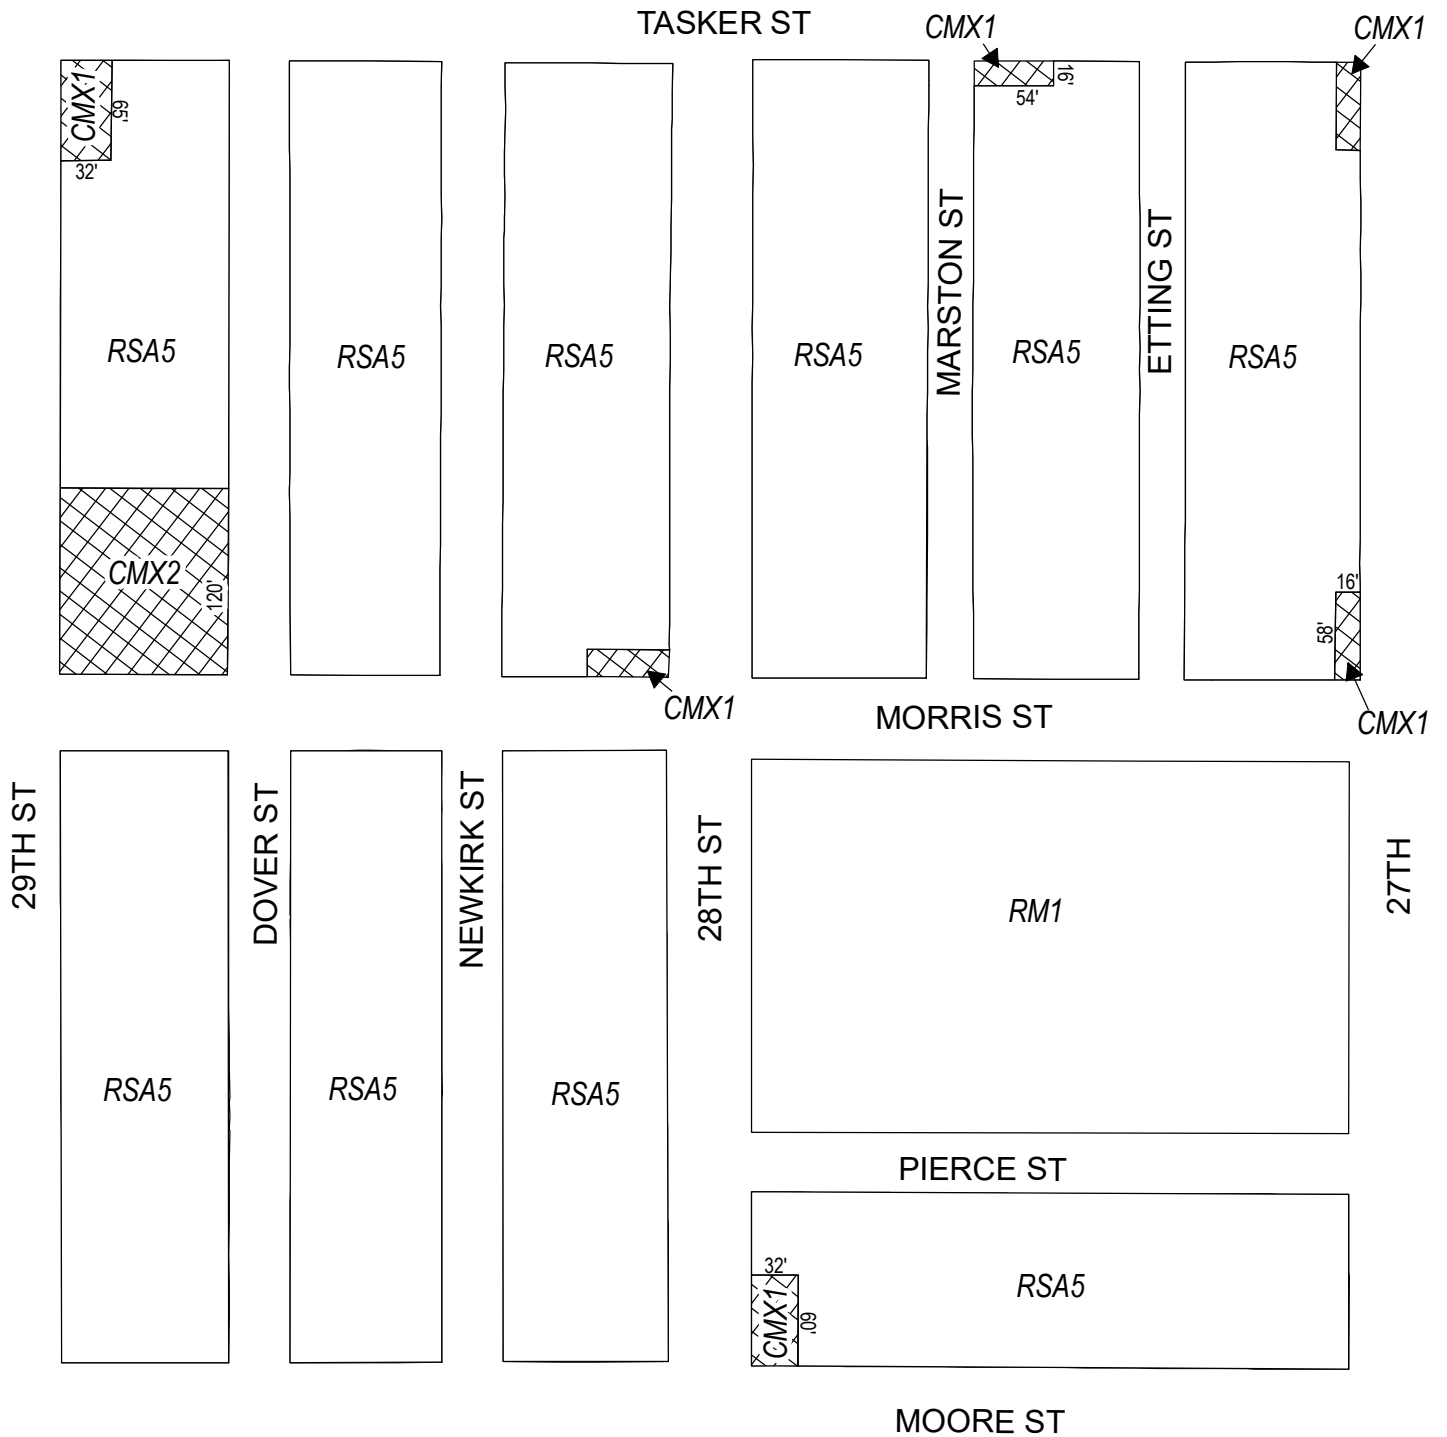 TASKER ST
CMX1
CMX1
CMX1
65'
32'
16'
54'
MARSTON ST
ETTING ST
RSA5
RSA5
RSA5
RSA5
RSA5
RSA5
CMX2
120'
16'
58'
CMX1
MORRIS ST
CMX1
29TH ST
DOVER ST
NEWKIRK ST
28TH ST
27TH
RM1
RSA5
RSA5
RSA5
PIERCE ST
32'
CMX1
60'
RSA5
MOORE ST